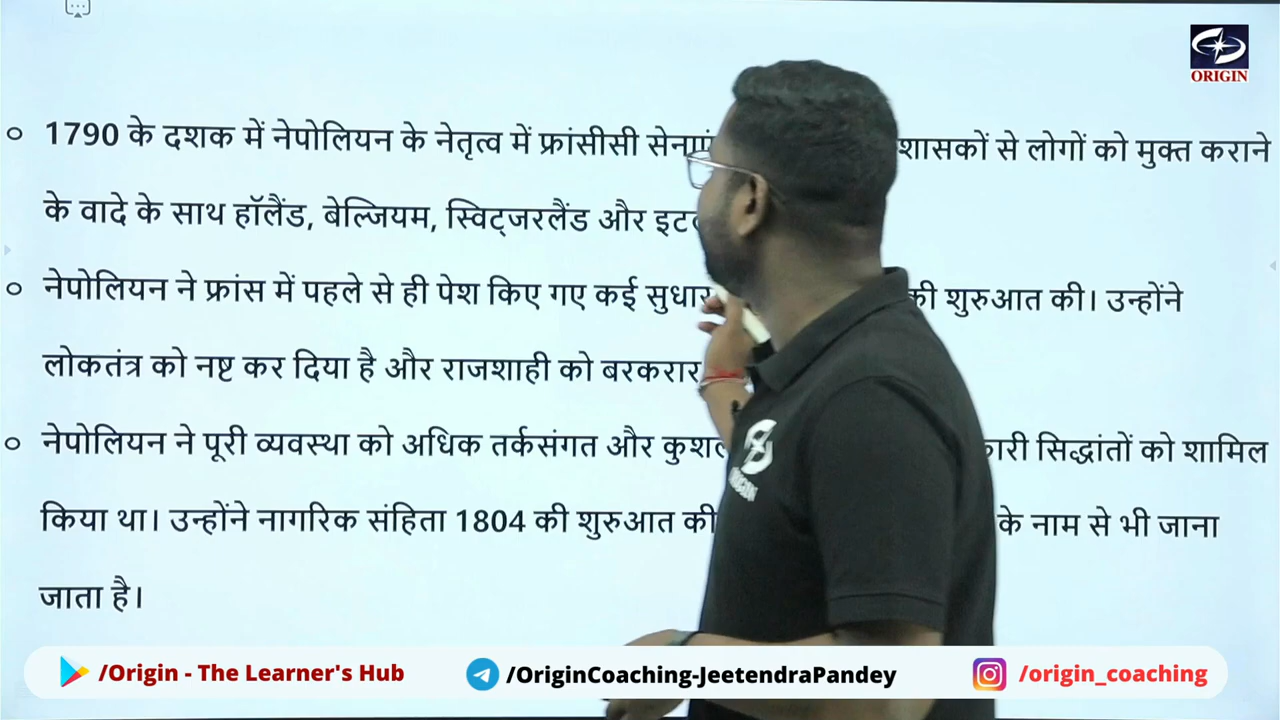 ORIGIN
○ 1790 के दशक में नेपोलियन के नेतृत्व में फ्रांसीसी शासकों से लोगों को मुक्त कराने
के वादे के साथ हॉलैंड, बेल्जियम, स्विट्जरलैंड और
○ नेपोलियन ने फ्रांस में पहले से ही पेश किए गए कई की शुरुआत की। उन्होंने
लोकतंत्र को नष्ट कर दिया है और राजशाही को बरकरार
○ नेपोलियन ने पूरी व्यवस्था को अधिक तर्कसंगत और सिद्धांतों को शामिल
किया था। उन्होंने नागरिक संहिता 1804 की शुरुआत की के नाम से भी जाना
जाता है।
/Origin - The Learner's Hub /OriginCoaching-JeetendraPandey /origin_coaching